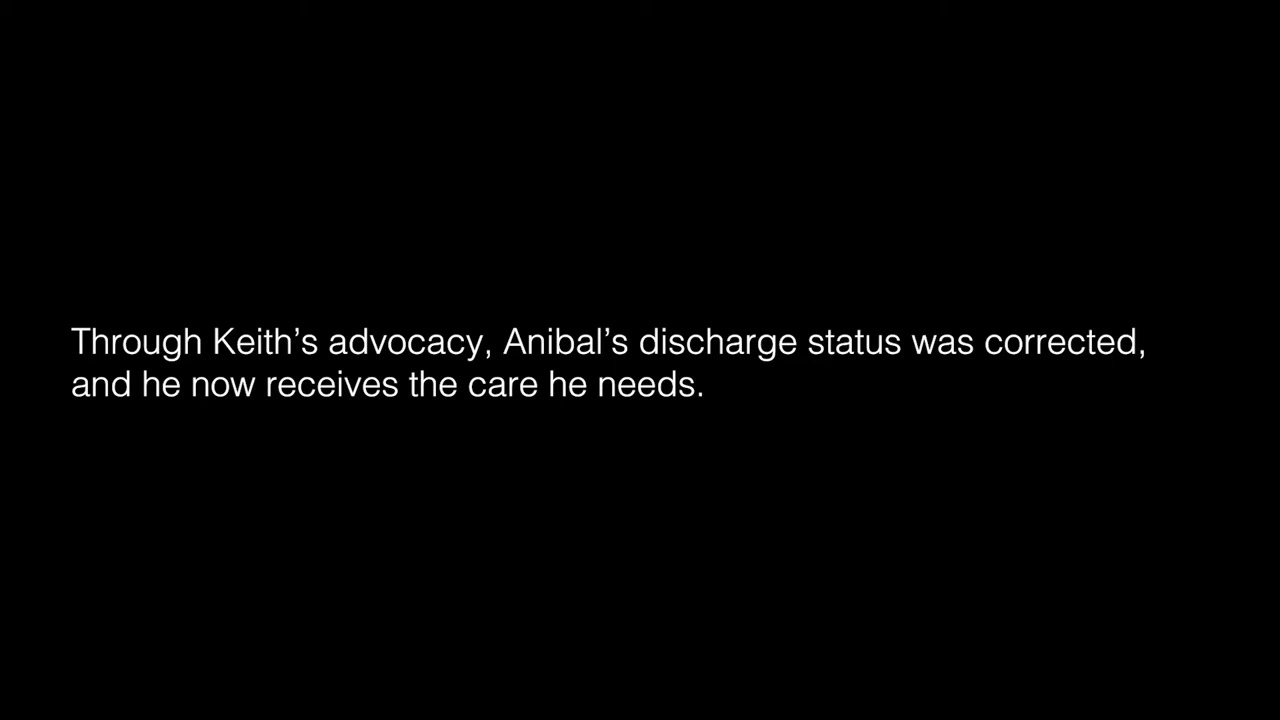 Through Keith’s advocacy, Anibal’s discharge status was corrected,
and he now receives the care he needs.